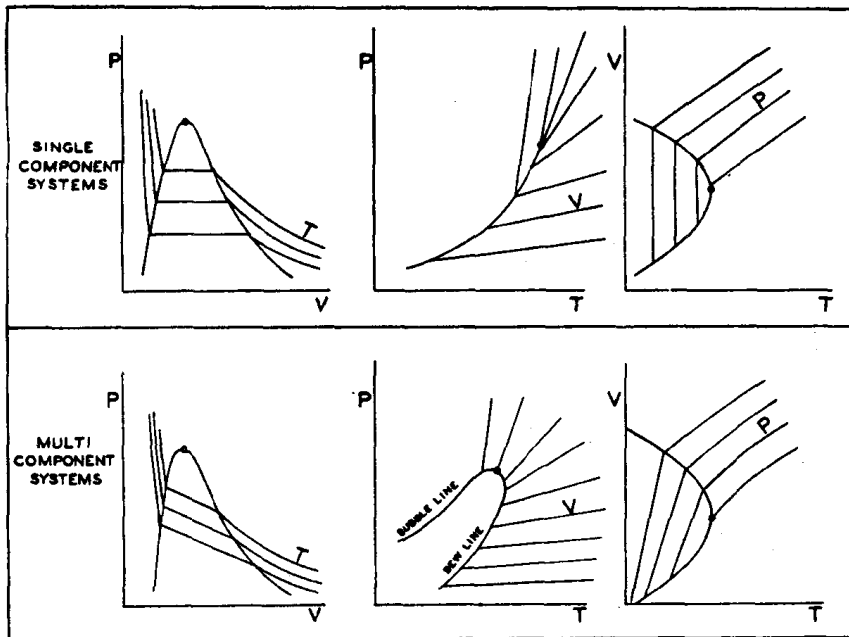 P
SINGLE
COMPONENT
SYSTEMS
T
V
P
V
T
V
P
T
P
MULTI
COMPONENT
SYSTEMS
T
V
P
BUBBLE LINE
DEW LINE
V
T
V
P
T